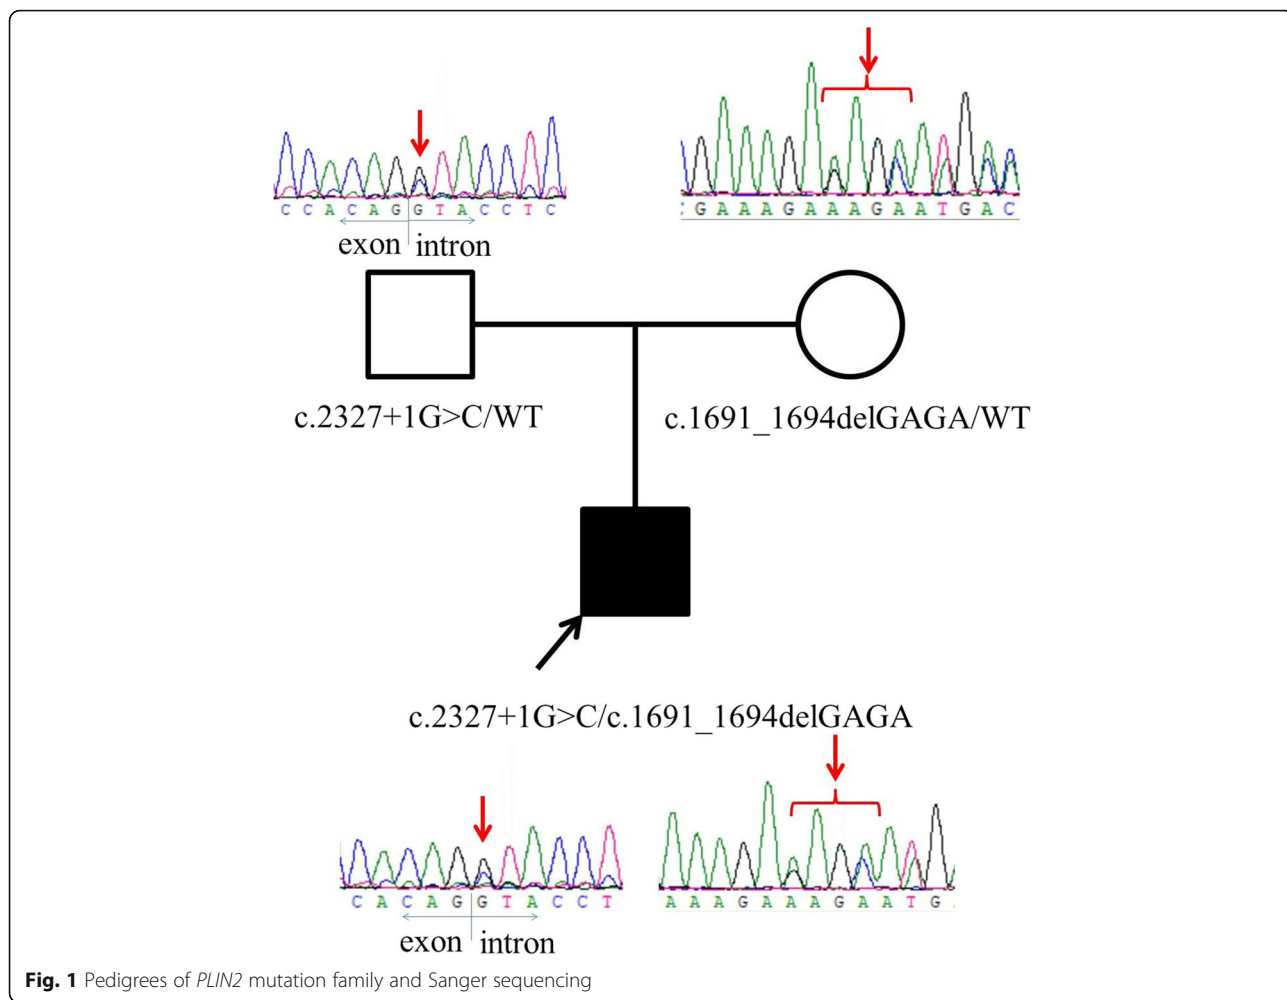 C C A C A G G T A C C T C
: G A A A G A A A G A A T G A C
exon intron
c.2327+1G>C/WT
c.1691_1694delGAGA/WT
c.2327+1G>C/c.1691_1694delGAGA
C A C A G G T A C C T
A A A G A A A G A A T G
exon intron
Fig. 1 Pedigrees of PLIN2 mutation family and Sanger sequencing